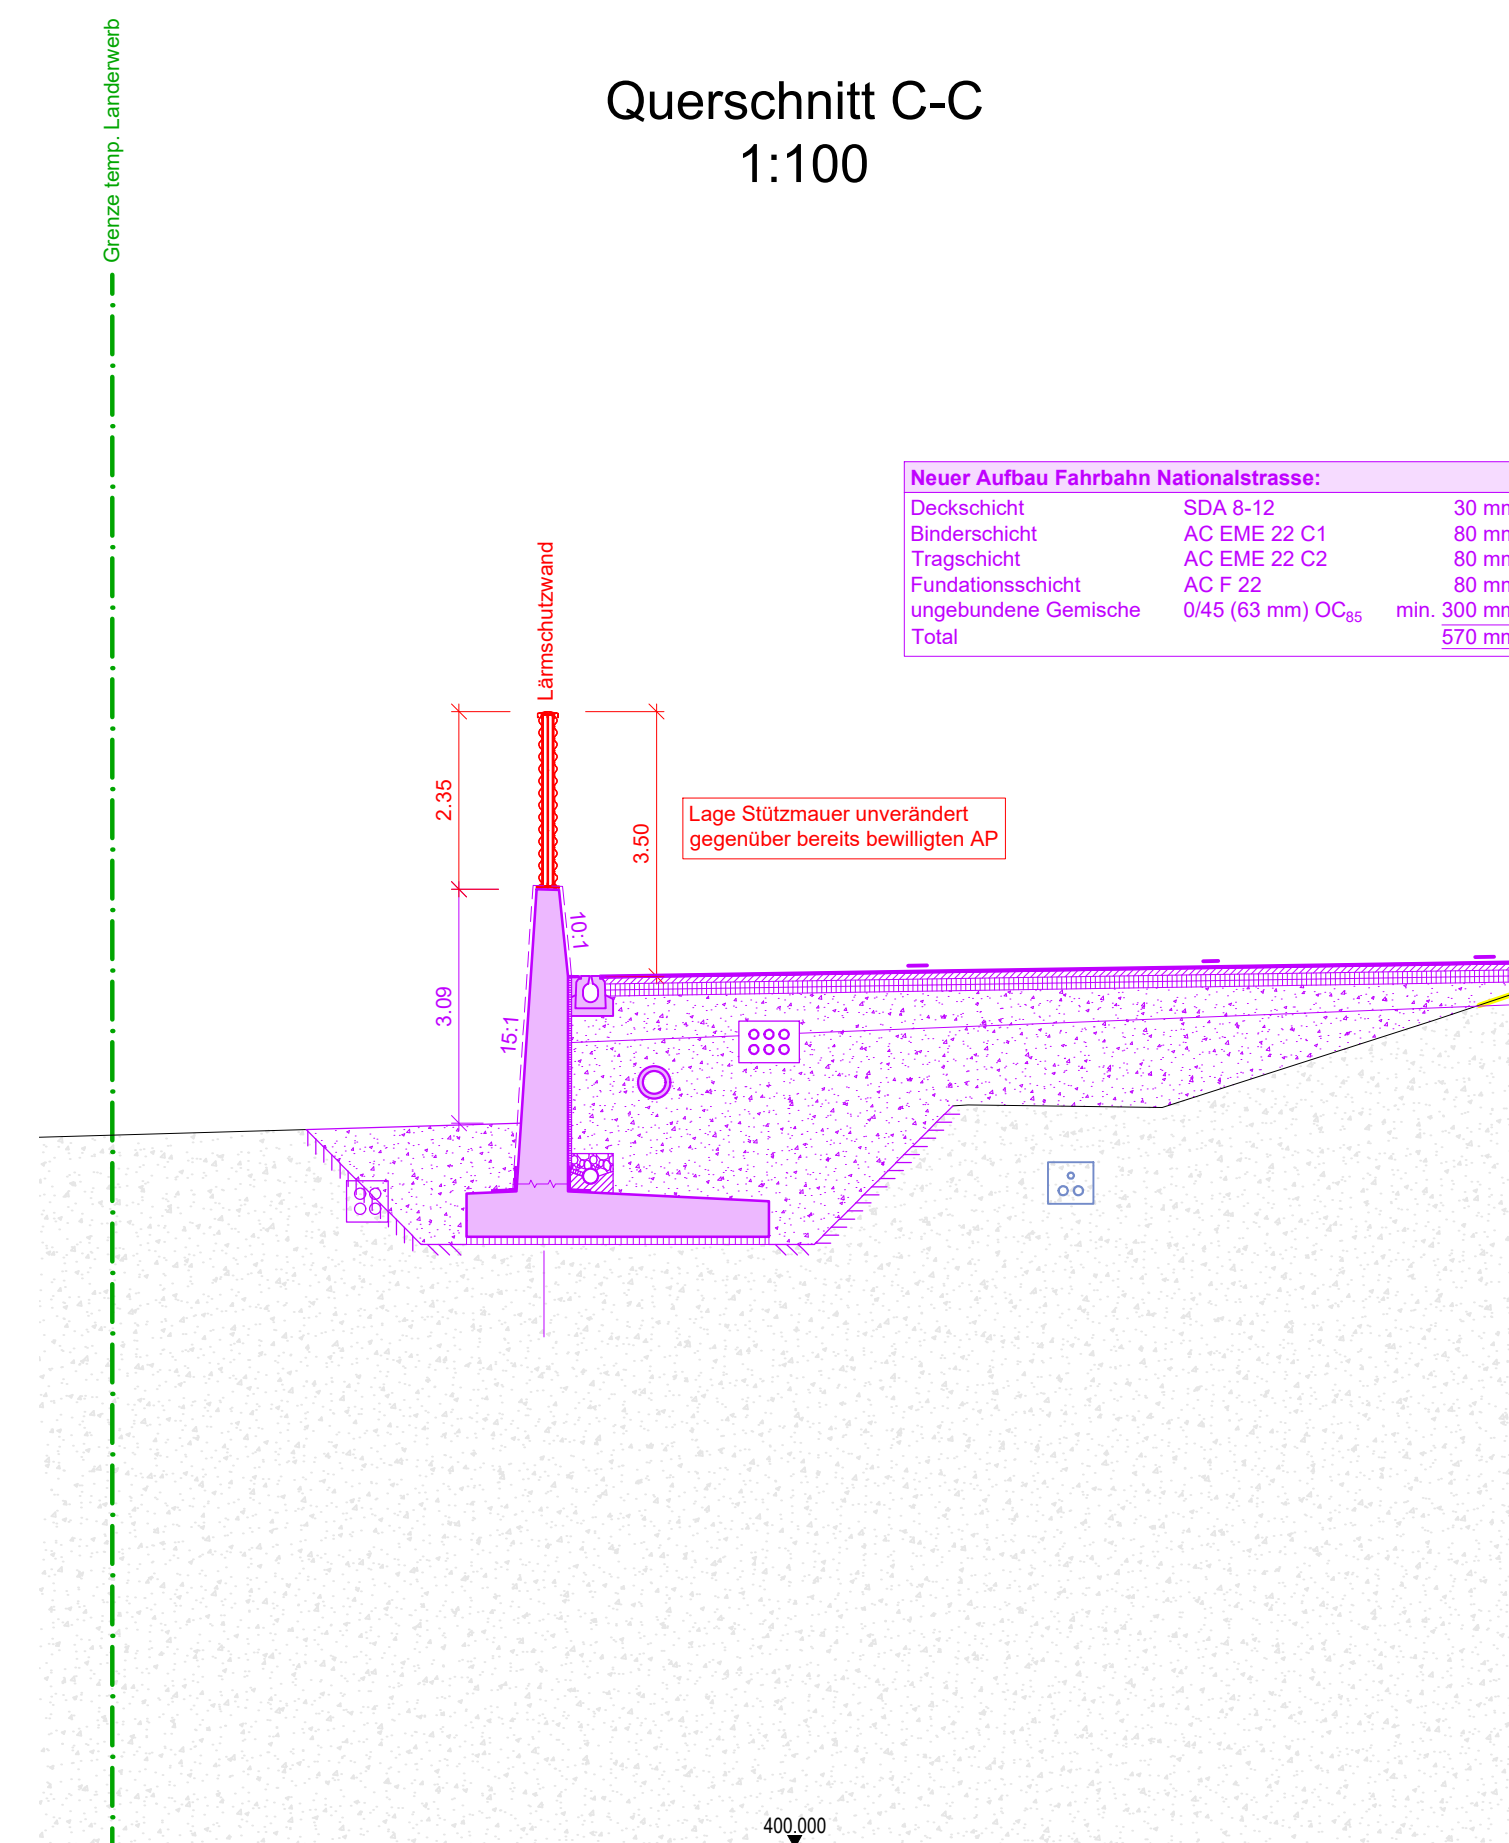 Grenze temp. Landerwerb
Querschnitt C-C
1:100
Neuer Aufbau Fahrbahn Nationalstrasse:
Deckschicht SDA 8-12 30 mm
Binderschicht AC EME 22 C1 80 mm
Tragschicht AC EME 22 C2 80 mm
Fundationsschicht AC F 22 80 mm
ungebundene Gemische 0/45 (63 mm) OC85 min. 300 mm
Total 570 mm
Lärmschutzwand
2.35
3.50
Lage Stützmauer unverändert
gegenüber bereits bewilligten AP
10:1
3.09
15:1
400.000